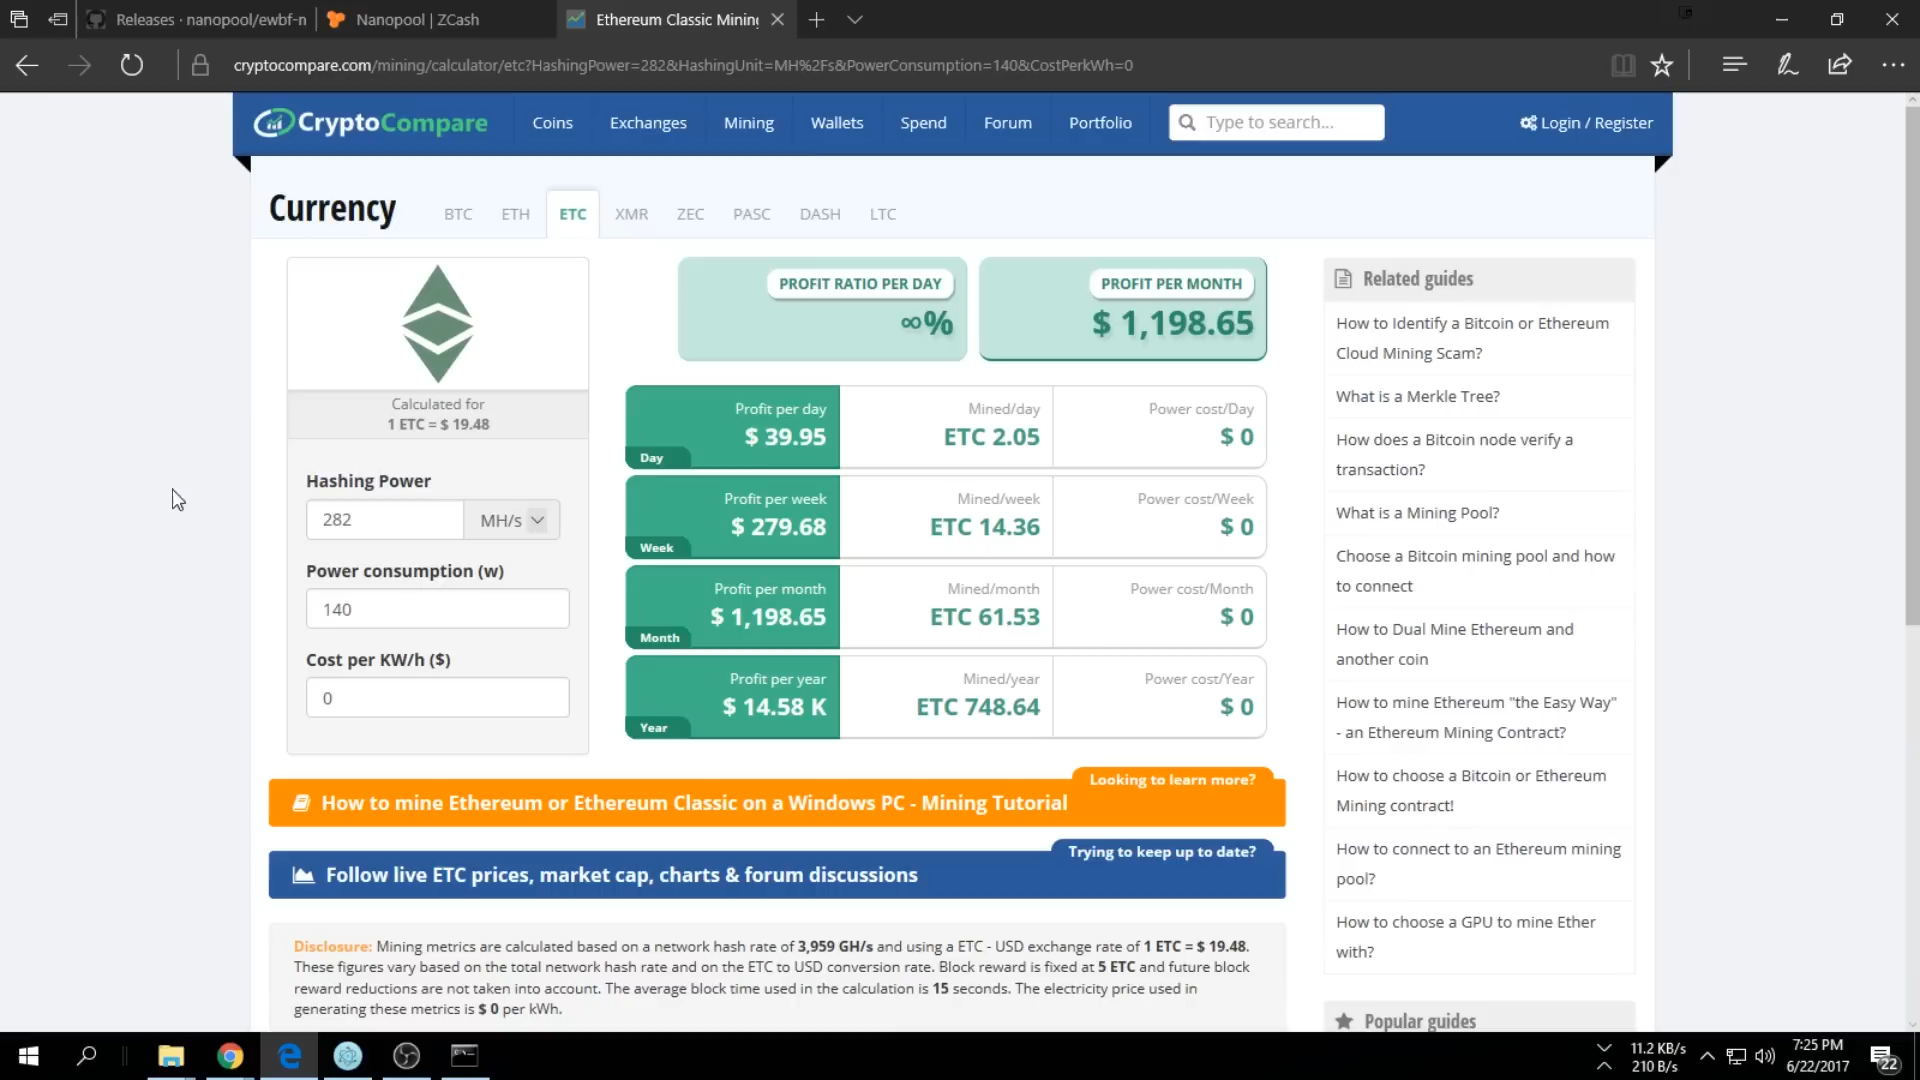 Releases · nanopool/ewbf-n
Nanopool | ZCash
Ethereum Classic Mining
cryptocompare.com/mining/calculator/etc?HashingPower=282&HashingUnit=MH%2Fs&PowerConsumption=140&CostPerkWh=0
CryptoCompare
Coins
Exchanges
Mining
Wallets
Spend
Forum
Portfolio
Type to search...
Login / Register
Currency
BTC
ETH
ETC
XMR
ZEC
PASC
DASH
LTC
Calculated for
1 ETC = $ 19.48
Hashing Power
282
MH/s
Power consumption (w)
140
Cost per KW/h ($)
0
PROFIT RATIO PER DAY
∞%
PROFIT PER MONTH
$ 1,198.65
Profit per day
$ 39.95
Day
Mined/day
ETC 2.05
Power cost/Day
$ 0
Profit per week
$ 279.68
Week
Mined/week
ETC 14.36
Power cost/Week
$ 0
Profit per month
$ 1,198.65
Month
Mined/month
ETC 61.53
Power cost/Month
$ 0
Profit per year
$ 14.58 K
Year
Mined/year
ETC 748.64
Power cost/Year
$ 0
Looking to learn more?
How to mine Ethereum or Ethereum Classic on a Windows PC - Mining Tutorial
Trying to keep up to date?
Follow live ETC prices, market cap, charts & forum discussions
Disclosure: Mining metrics are calculated based on a network hash rate of 3,959 GH/s and using a ETC - USD exchange rate of 1 ETC = $ 19.48.
These figures vary based on the total network hash rate and on the ETC to USD conversion rate. Block reward is fixed at 5 ETC and future block
reward reductions are not taken into account. The average block time used in the calculation is 15 seconds. The electricity price used in
generating these metrics is $ 0 per kWh.
Related guides
How to Identify a Bitcoin or Ethereum
Cloud Mining Scam?
What is a Merkle Tree?
How does a Bitcoin node verify a
transaction?
What is a Mining Pool?
Choose a Bitcoin mining pool and how
to connect
How to Dual Mine Ethereum and
another coin
How to mine Ethereum "the Easy Way"
- an Ethereum Mining Contract?
How to choose a Bitcoin or Ethereum
Mining contract!
How to connect to an Ethereum mining
pool?
How to choose a GPU to mine Ether
with?
Popular guides
11.2 KB/s
210 B/s
7:25 PM
6/22/2017
22